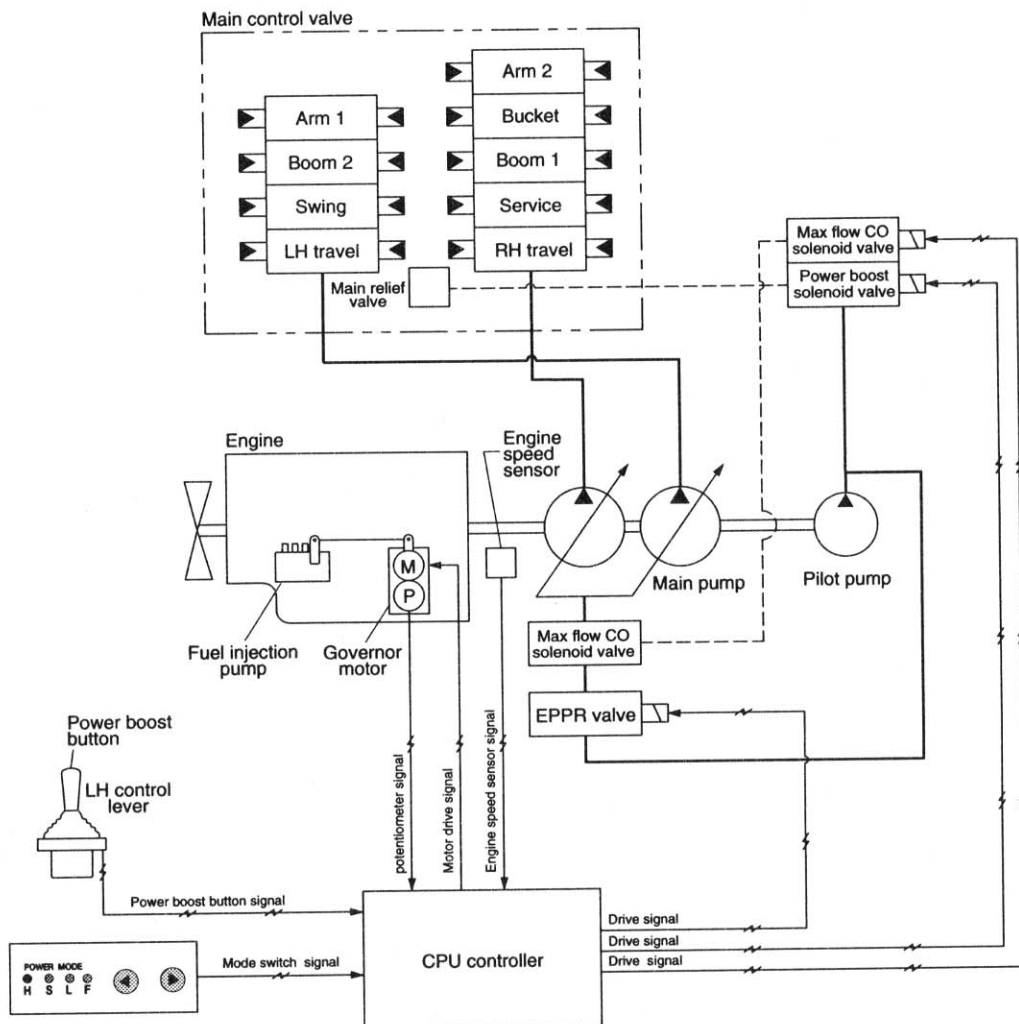 Main control valve
Arm 2
Arm 1
Bucket
Boom 2
Boom 1
Swing
Service
LH travel
RH travel
Main relief
valve
Max flow CO
solenoid valve
Power boost
solenoid valve
Engine
Engine
speed
sensor
M
P
Main pump
Pilot pump
Fuel injection
pump
Governor
motor
Max flow CO
solenoid valve
EPPR valve
Power boost
button
LH control
lever
potentiometer signal
Motor drive signal
Engine speed sensor signal
Power boost button signal
Mode switch signal
POWER MODE
H S L F
CPU controller
Drive signal
Drive signal
Drive signal